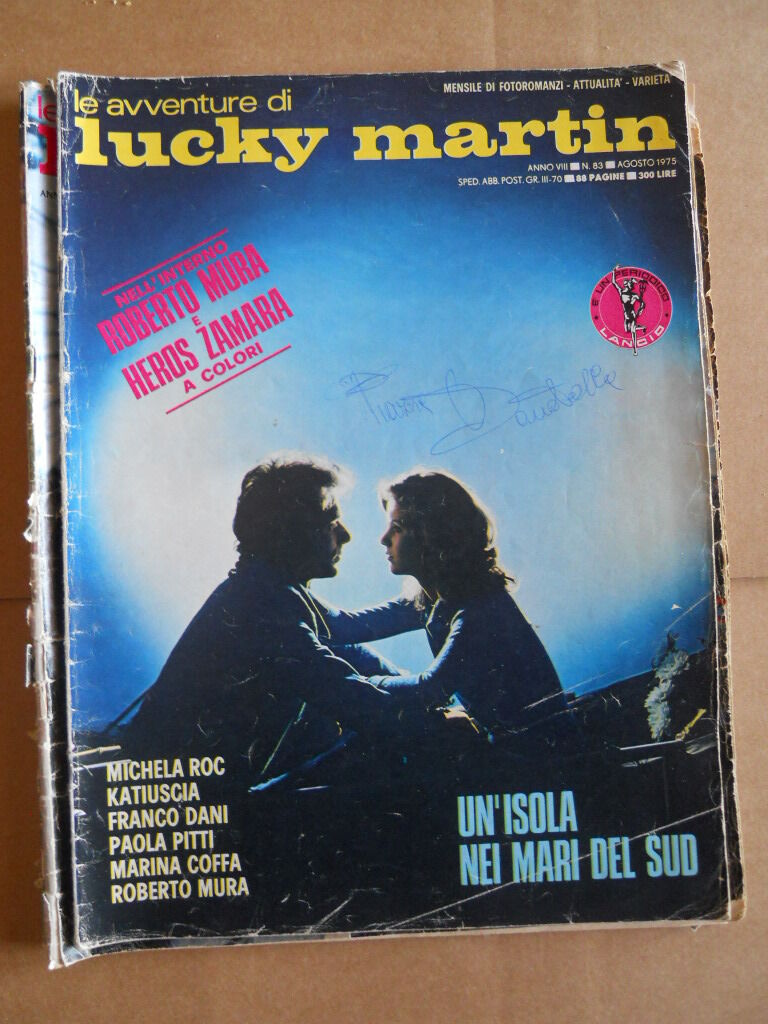 le avventure di
lucky martin
MENSILE DI FOTOROMANZI - ATTUALITA' - VARIETA
ANNO VIII N. 83 AGOSTO 1975
SPED. ABB. POST. GR. III-70 88 PAGINE 300 LIRE
NELL'INTERNO
ROBERTO MURA
E
HEROS ZAMARA
A COLORI
E UN PERIODICO
LANCIO
MICHELA ROC
KATIUSCIA
FRANCO DANI
PAOLA PITTI
MARINA COFFA
ROBERTO MURA
UN'ISOLA
NEI MARI DEL SUD
le
l
ANN